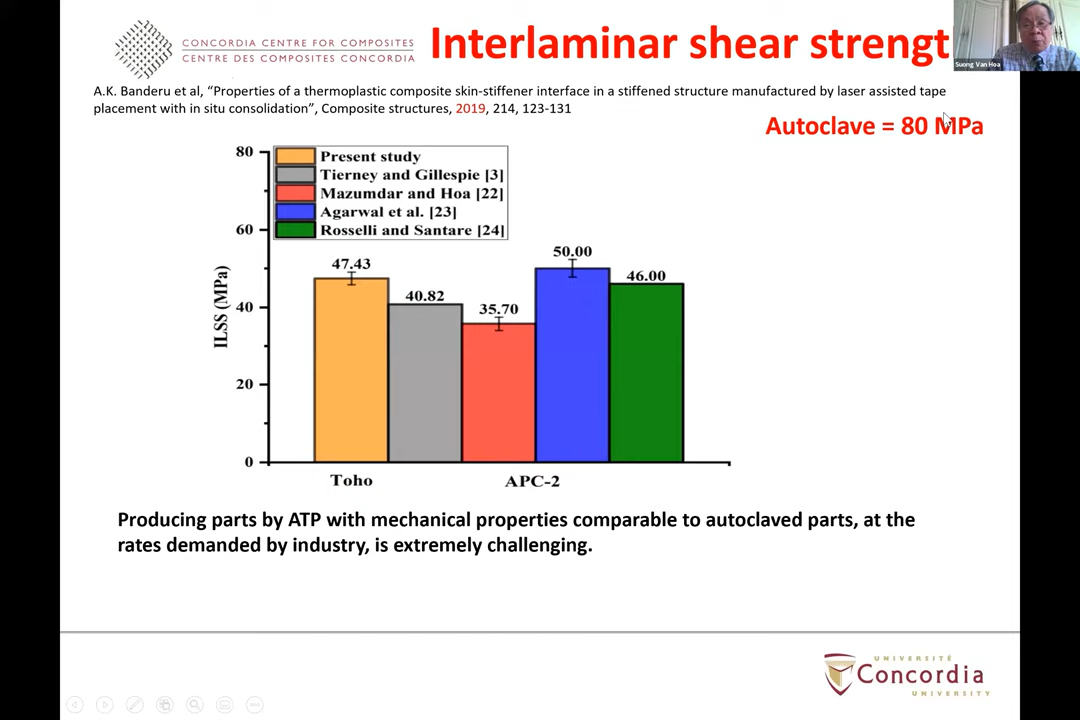 CONCORDIA CENTRE FOR COMPOSITES
CENTRE DES COMPOSITES CONCORDIA
Interlaminar shear strengt
Suong Van Hoa
A.K. Banderu et al, “Properties of a thermoplastic composite skin-stiffener interface in a stiffened structure manufactured by laser assisted tape
placement with in situ consolidation”, Composite structures, 2019, 214, 123-131
Autoclave = 80 MPa
80
60
40
20
0
ILSS (MPa)
Present study
Tierney and Gillespie [3]
Mazumdar and Hoa [22]
Agarwal et al. [23]
Rosselli and Santare [24]
47.43
40.82
35.70
50.00
46.00
Toho
APC-2
Producing parts by ATP with mechanical properties comparable to autoclaved parts, at the
rates demanded by industry, is extremely challenging.
UNIVERSITÉ
Concordia
UNIVERSITY